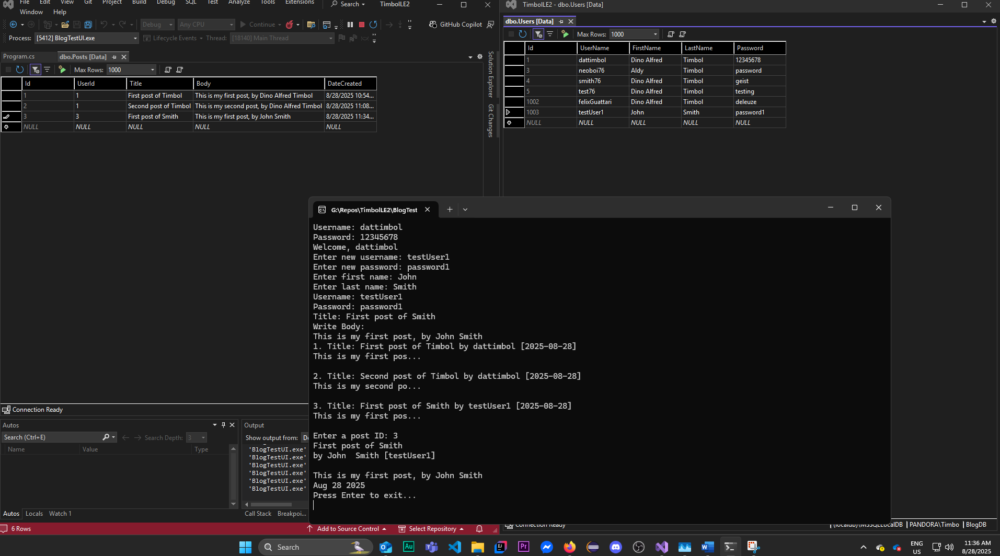 File Edit View Git Project Build Debug SQL Test Analyze Tools Extensions Search TimbolLE2
Window Help
Debug Any CPU Continue GitHub Copilot
Process: [5412] BlogTestUI.exe Lifecycle Events Thread: [18140] Main Thread
Program.cs dbo.Posts [Data]
Max Rows: 1000
Id UserId Title Body DateCreated
1 1 First post of Timbol This is my first post, by Dino Alfred Timbol 8/28/2025 10:54...
2 1 Second post of Timbol This is my second post, by Dino Alfred Timbol 8/28/2025 11:08...
3 3 First post of Smith This is my first post, by John Smith 8/28/2025 11:34...
NULL NULL NULL NULL NULL
Solution Explorer
Git Changes
TimbolLE2 - dbo.Users [Data]
dbo.Users [Data]
Max Rows: 1000
Id UserName FirstName LastName Password
1 dattimbol Dino Alfred Timbol 12345678
3 neoboi76 Aldy Timbol password
4 smith76 Dino Alfred Timbol geist
5 test76 Dino Alfred Timbol testing
1002 felixGuattari Dino Alfred Timbol deleuze
1003 testUser1 John Smith password1
NULL NULL NULL NULL NULL
G:\Repos\TimbolLE2\BlogTest
Username: dattimbol
Password: 12345678
Welcome, dattimbol
Enter new username: testUser1
Enter new password: password1
Enter first name: John
Enter last name: Smith
Username: testUser1
Password: password1
Title: First post of Smith
Write Body:
This is my first post, by John Smith
1. Title: First post of Timbol by dattimbol [2025-08-28]
This is my first pos...
2. Title: Second post of Timbol by dattimbol [2025-08-28]
This is my second po...
3. Title: First post of Smith by testUser1 [2025-08-28]
This is my first pos...
Enter a post ID: 3
First post of Smith
by John  Smith [testUser1]
This is my first post, by John Smith
Aug 28 2025
Press Enter to exit...
Connection Ready
Autos
Search (Ctrl+E) Search Depth: 3
Name Value Type
Autos Locals Watch 1
Output
Show output from: De
'BlogTestUI.exe'
'BlogTestUI.exe'
'BlogTestUI.exe'
'BlogTestUI.exe'
'BlogTestUI.exe'
'BlogTestUI.exe'
Call Stack Breakpoi...
6 Rows Add to Source Control Select Repository
Connection Ready (localdb)\MSSQLLocalDB PANDORA\Timbo BlogDB
Search
Au
Pr
ENG
US
11:36 AM
8/28/2025